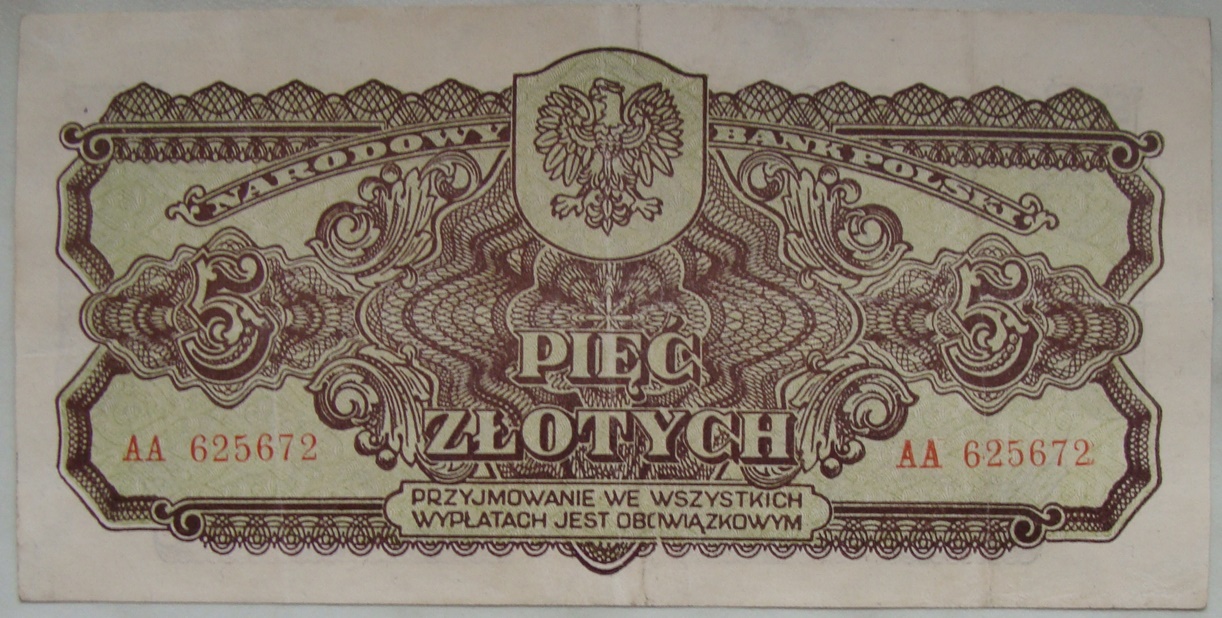 NARODOWY BANK POLSKI
5 5
PIĘĆ
ZŁOTYCH
AA 625672 AA 625672
PRZYJMOWANIE WE WSZYSTKICH
WYPŁATACH JEST OBOWIĄZKOWYM